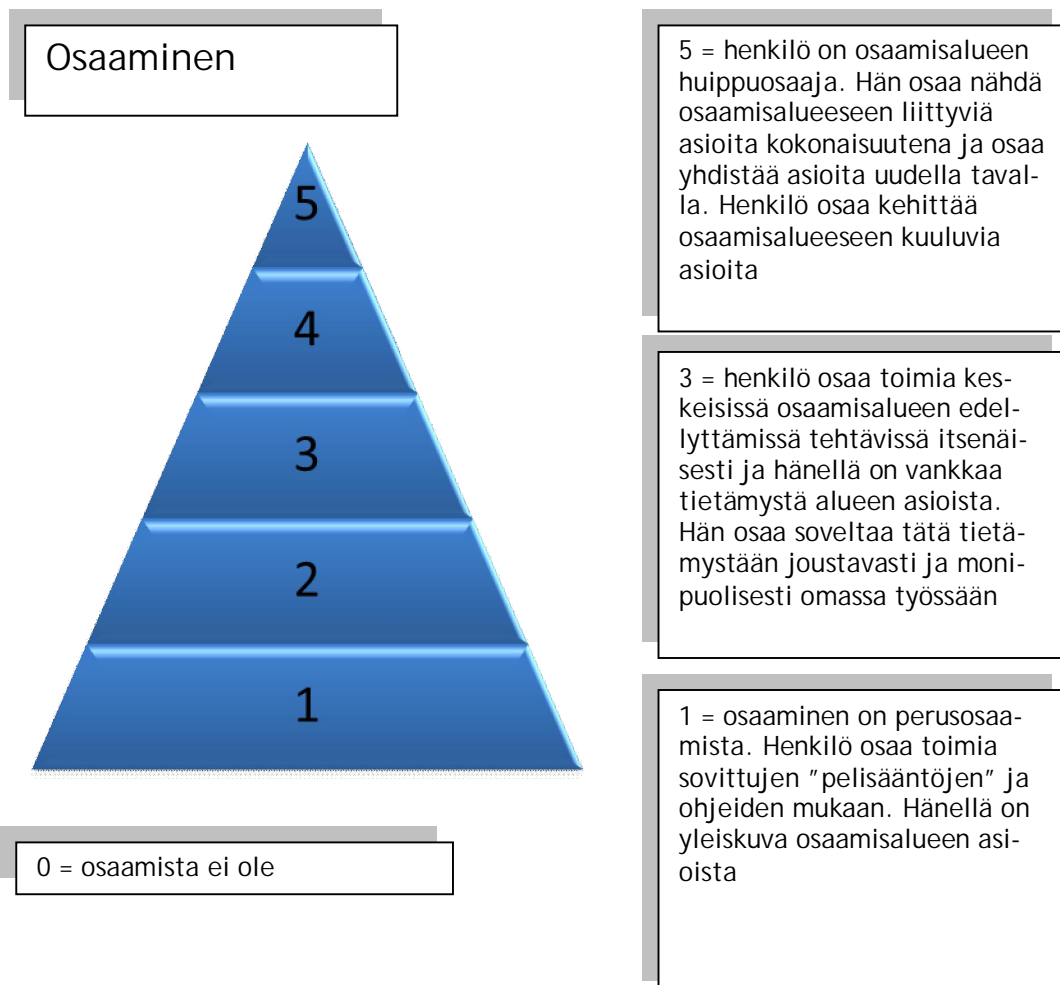 Osaaminen
5
4
3
2
1
0 = osaamista ei ole
5 = henkilö on osaamisalueen
huippuosaaja. Hän osaa nähdä
osaamisalueeseen liittyviä
asioita kokonaisuutena ja osaa
yhdistää asioita uudella taval-
la. Henkilö osaa kehittää
osaamisalueeseen kuuluvia
asioita
3 = henkilö osaa toimia kes-
keisissä osaamisalueen edel-
lyttämissä tehtävissä itsenäi-
sesti ja hänellä on vankkaa
tietämystä alueen asioista.
Hän osaa soveltaa tätä tietä-
mystään joustavasti ja moni-
puolisesti omassa työssään
1 = osaaminen on perusosaa-
mista. Henkilö osaa toimia
sovittujen "pelisääntöjen" ja
ohjeiden mukaan. Hänellä on
yleiskuva osaamisalueen asi-
oista